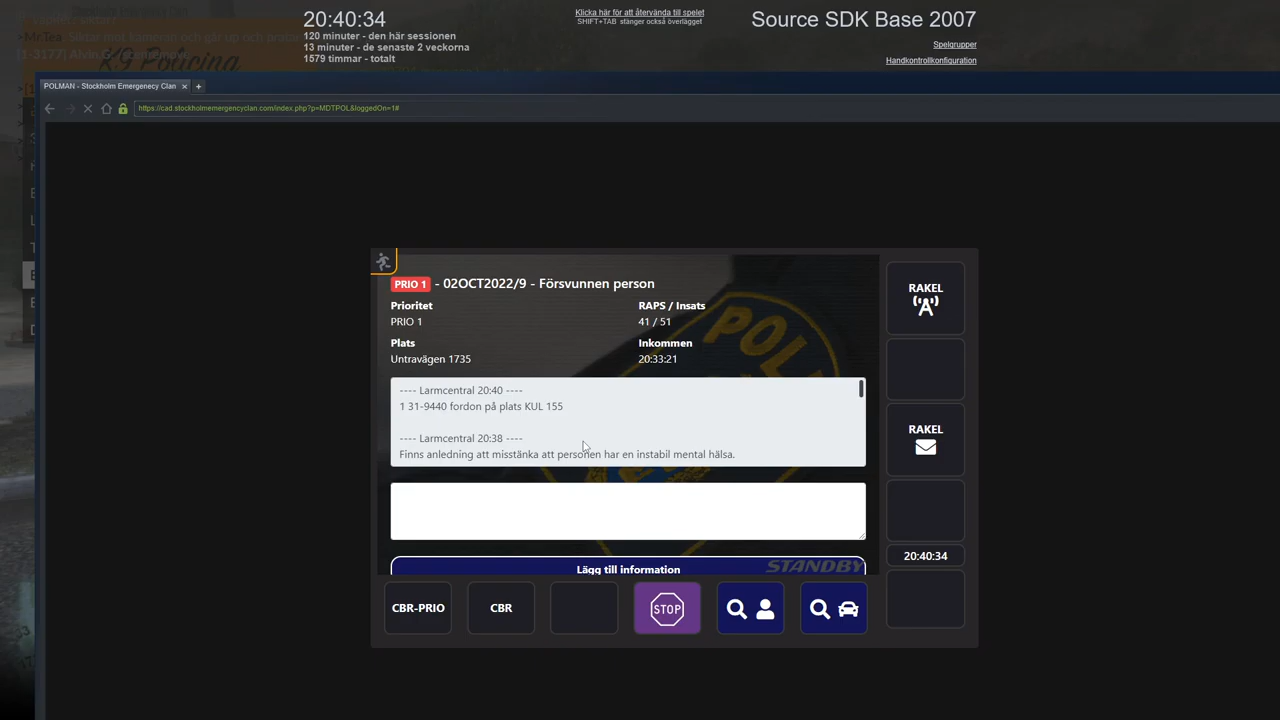 20:40:34
120 minuter - den här sessionen
13 minuter - de senaste 2 veckorna
1579 timmar - totalt
Klicka här för att återvända till spelet
SHIFT+TAB stänger också överlägget
Source SDK Base 2007
Spelgrupper
Handkontrollkonfiguration
K9 Policing
POLMAN - Stockholm Emergenecy Clan
https://cad.stockholmemergencyclan.com/index.php?p=MDTPOL&loggedOn=1#
PRIO 1 - 02OCT2022/9 - Försvunnen person
Prioritet
PRIO 1
RAPS / Insats
41 / 51
Plats
Untravägen 1735
Inkommen
20:33:21
---- Larmcentral 20:40 ----
1 31-9440 fordon på plats KUL 155
---- Larmcentral 20:38 ----
Finns anledning att misstänka att personen har en instabil mental hälsa.
Lägg till information
STANDBY
CBR-PRIO
CBR
STOP
RAKEL
RAKEL
20:40:34
POL